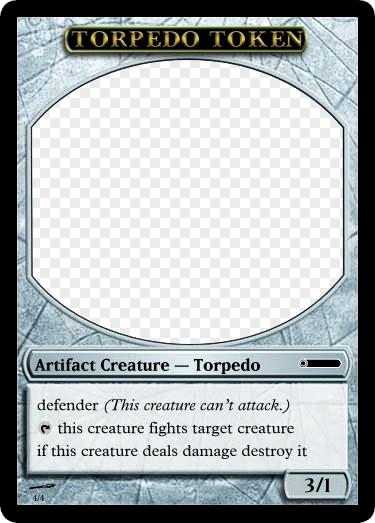 TORPEDO TOKEN
Artifact Creature — Torpedo
defender (This creature can't attack.)
this creature fights target creature
if this creature deals damage destroy it
3/1
4/4